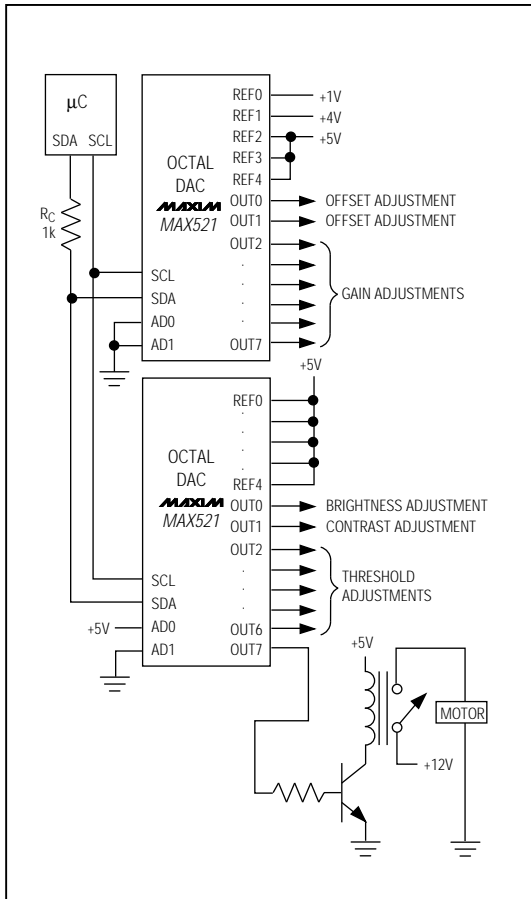 μC
SDA SCL
RC
1k
OCTAL
DAC
MAXIM
MAX521
SCL
SDA
AD0
AD1
REF0
REF1
REF2
REF3
REF4
OUT0
OUT1
OUT2
.
.
.
.
OUT7
+1V
+4V
+5V
OFFSET ADJUSTMENT
OFFSET ADJUSTMENT
GAIN ADJUSTMENTS
+5V
OCTAL
DAC
MAXIM
MAX521
SCL
SDA
+5V
AD0
AD1
REF0
.
.
.
REF4
OUT0
OUT1
OUT2
.
.
.
OUT6
OUT7
BRIGHTNESS ADJUSTMENT
CONTRAST ADJUSTMENT
THRESHOLD
ADJUSTMENTS
+5V
MOTOR
+12V